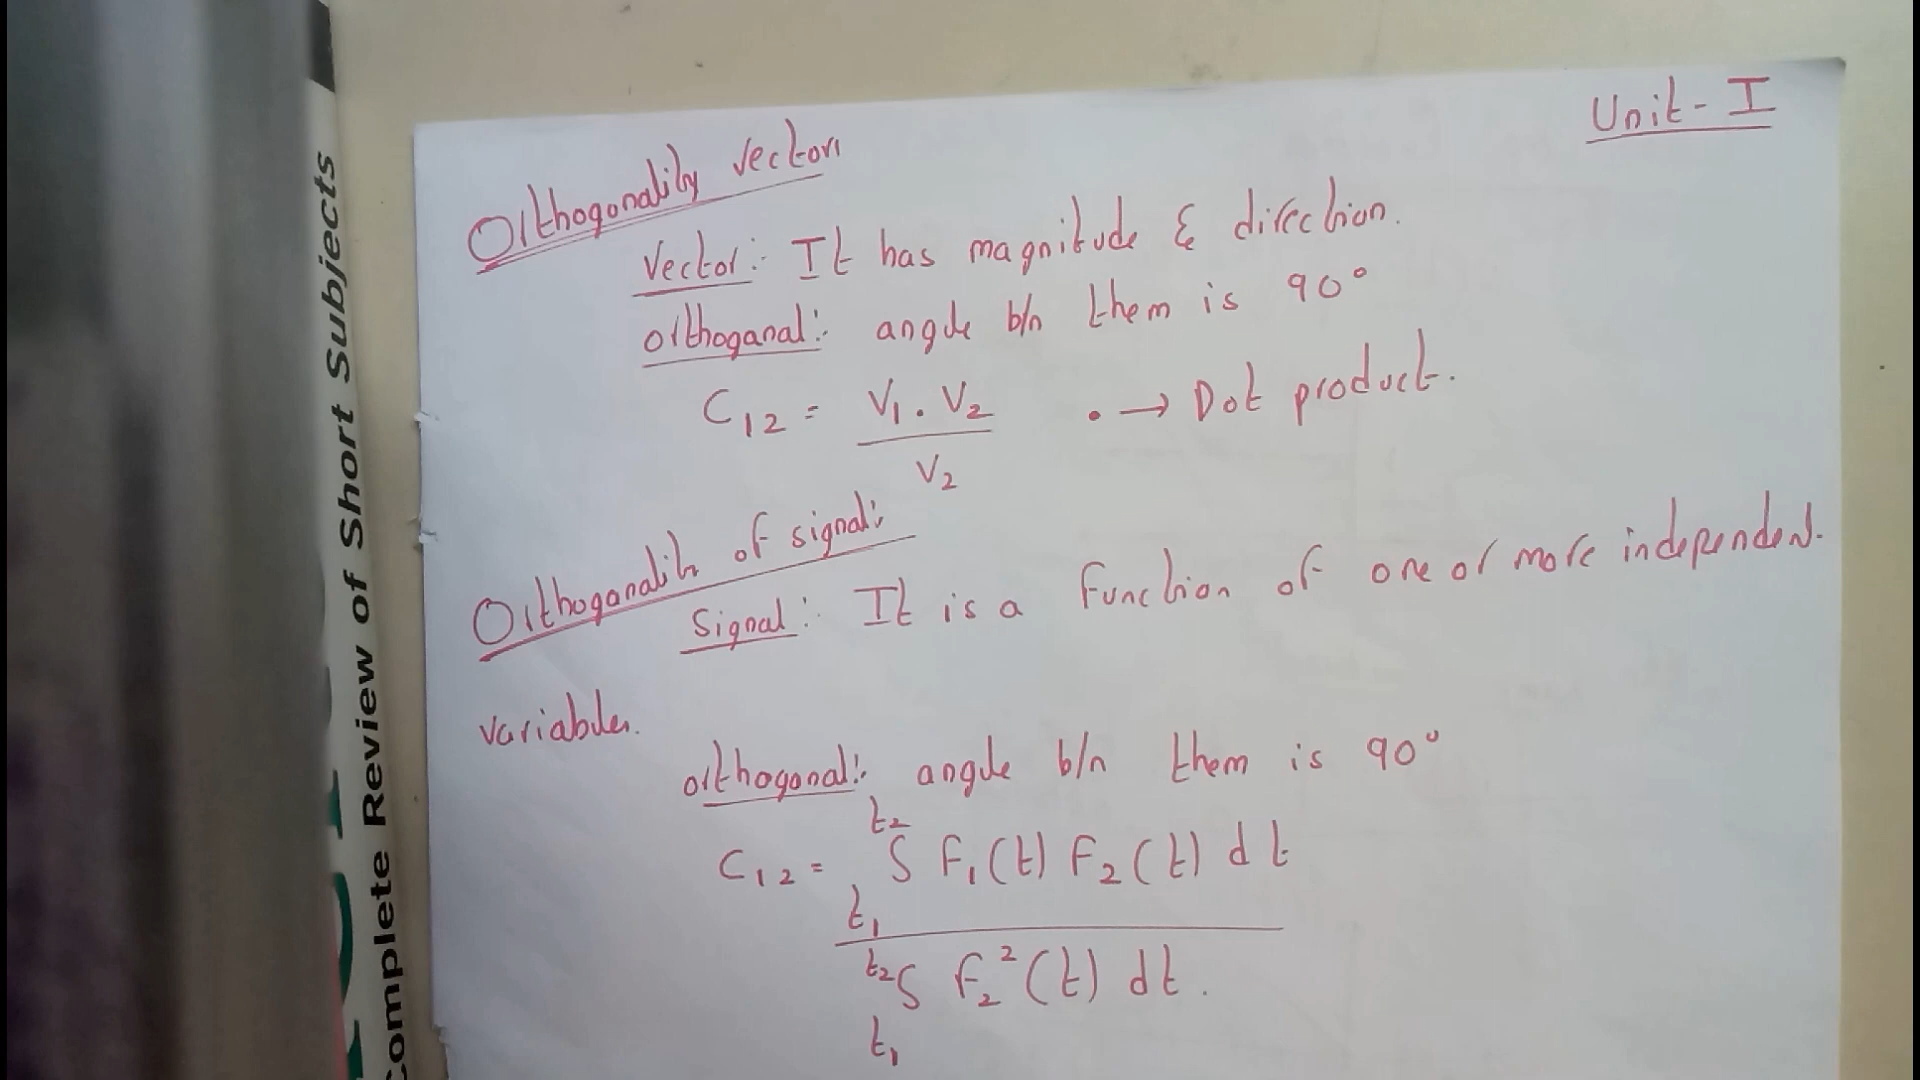 Unit - I
Orthogonality vectors
Vector:- It has magnitude & direction.
orthoganal:- angle b/n them is 90°
C12 = V1 . V2 / V2 . → Dot product.
Orthoganality of signal:
Signal:- It is a function of one or more independent.
variables.
orthogonal:- angle b/n them is 90°
C12 = t2 ∫ t1 F1(t) F2(t) dt
t2 ∫ t1 F2²(t) dt.
Complete Review of Short Subjects